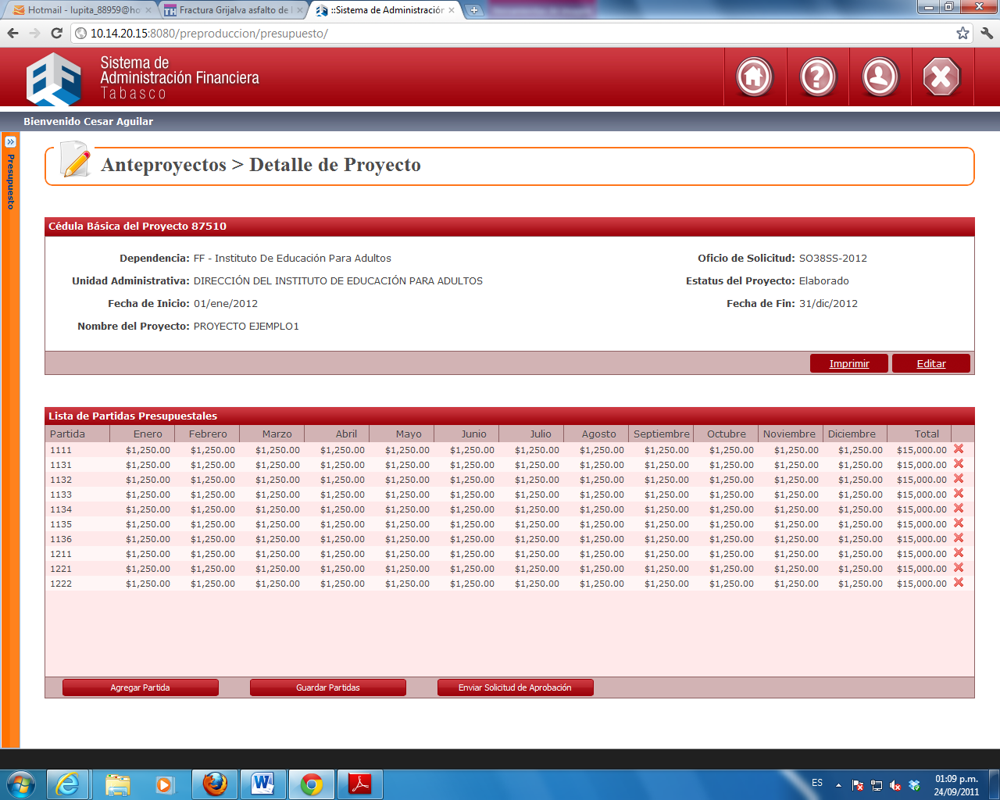 Hotmail - lupita_88959@ho
Fractura Grijalva asfalto de
::Sistema de Administración
10.14.20.15:8080/preproduccion/presupuesto/
Sistema de
Administración Financiera
Tabasco
Bienvenido Cesar Aguilar
Presupuesto
Anteproyectos > Detalle de Proyecto
Cédula Básica del Proyecto 87510
Dependencia: FF - Instituto De Educación Para Adultos Oficio de Solicitud: SO38SS-2012
Unidad Administrativa: DIRECCIÓN DEL INSTITUTO DE EDUCACIÓN PARA ADULTOS Estatus del Proyecto: Elaborado
Fecha de Inicio: 01/ene/2012 Fecha de Fin: 31/dic/2012
Nombre del Proyecto: PROYECTO EJEMPLO1
Imprimir Editar
Lista de Partidas Presupuestales
Partida Enero Febrero Marzo Abril Mayo Junio Julio Agosto Septiembre Octubre Noviembre Diciembre Total
1111 $1,250.00 $1,250.00 $1,250.00 $1,250.00 $1,250.00 $1,250.00 $1,250.00 $1,250.00 $1,250.00 $1,250.00 $1,250.00 $1,250.00 $15,000.00
1131 $1,250.00 $1,250.00 $1,250.00 $1,250.00 $1,250.00 $1,250.00 $1,250.00 $1,250.00 $1,250.00 $1,250.00 $1,250.00 $1,250.00 $15,000.00
1132 $1,250.00 $1,250.00 $1,250.00 $1,250.00 $1,250.00 $1,250.00 $1,250.00 $1,250.00 $1,250.00 $1,250.00 $1,250.00 $1,250.00 $15,000.00
1133 $1,250.00 $1,250.00 $1,250.00 $1,250.00 $1,250.00 $1,250.00 $1,250.00 $1,250.00 $1,250.00 $1,250.00 $1,250.00 $1,250.00 $15,000.00
1134 $1,250.00 $1,250.00 $1,250.00 $1,250.00 $1,250.00 $1,250.00 $1,250.00 $1,250.00 $1,250.00 $1,250.00 $1,250.00 $1,250.00 $15,000.00
1135 $1,250.00 $1,250.00 $1,250.00 $1,250.00 $1,250.00 $1,250.00 $1,250.00 $1,250.00 $1,250.00 $1,250.00 $1,250.00 $1,250.00 $15,000.00
1136 $1,250.00 $1,250.00 $1,250.00 $1,250.00 $1,250.00 $1,250.00 $1,250.00 $1,250.00 $1,250.00 $1,250.00 $1,250.00 $1,250.00 $15,000.00
1211 $1,250.00 $1,250.00 $1,250.00 $1,250.00 $1,250.00 $1,250.00 $1,250.00 $1,250.00 $1,250.00 $1,250.00 $1,250.00 $1,250.00 $15,000.00
1221 $1,250.00 $1,250.00 $1,250.00 $1,250.00 $1,250.00 $1,250.00 $1,250.00 $1,250.00 $1,250.00 $1,250.00 $1,250.00 $1,250.00 $15,000.00
1222 $1,250.00 $1,250.00 $1,250.00 $1,250.00 $1,250.00 $1,250.00 $1,250.00 $1,250.00 $1,250.00 $1,250.00 $1,250.00 $1,250.00 $15,000.00
Agregar Partida Guardar Partidas Enviar Solicitud de Aprobación
ES
01:09 p.m.
24/09/2011